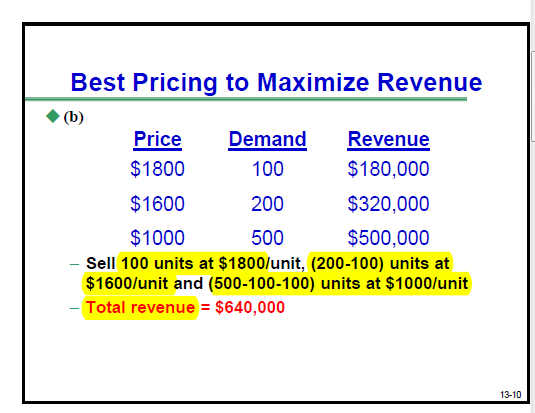 Best Pricing to Maximize Revenue
(b)
Price Demand Revenue
$1800 100 $180,000
$1600 200 $320,000
$1000 500 $500,000
– Sell 100 units at $1800/unit, (200-100) units at
$1600/unit and (500-100-100) units at $1000/unit
– Total revenue = $640,000
13-10